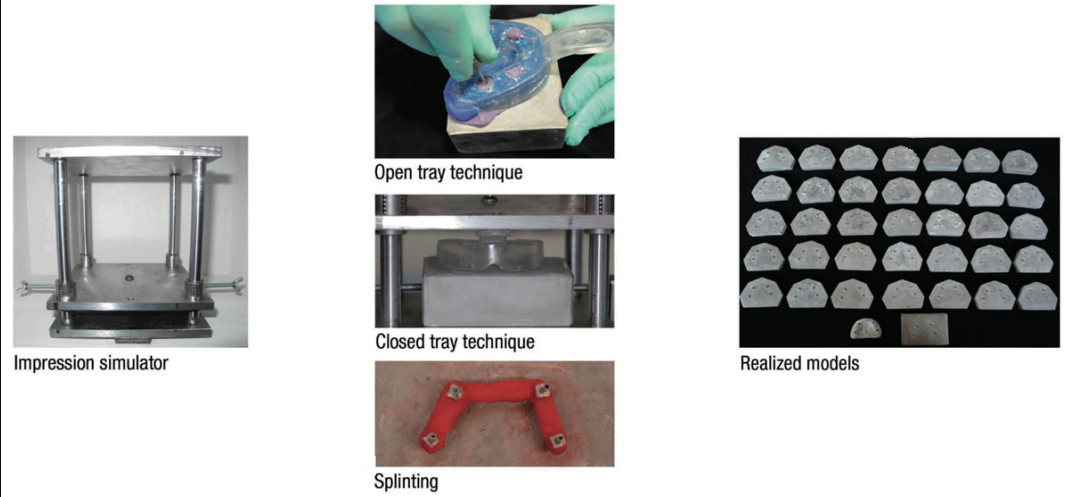 Open tray technique
Impression simulator
Closed tray technique
Realized models
Splinting